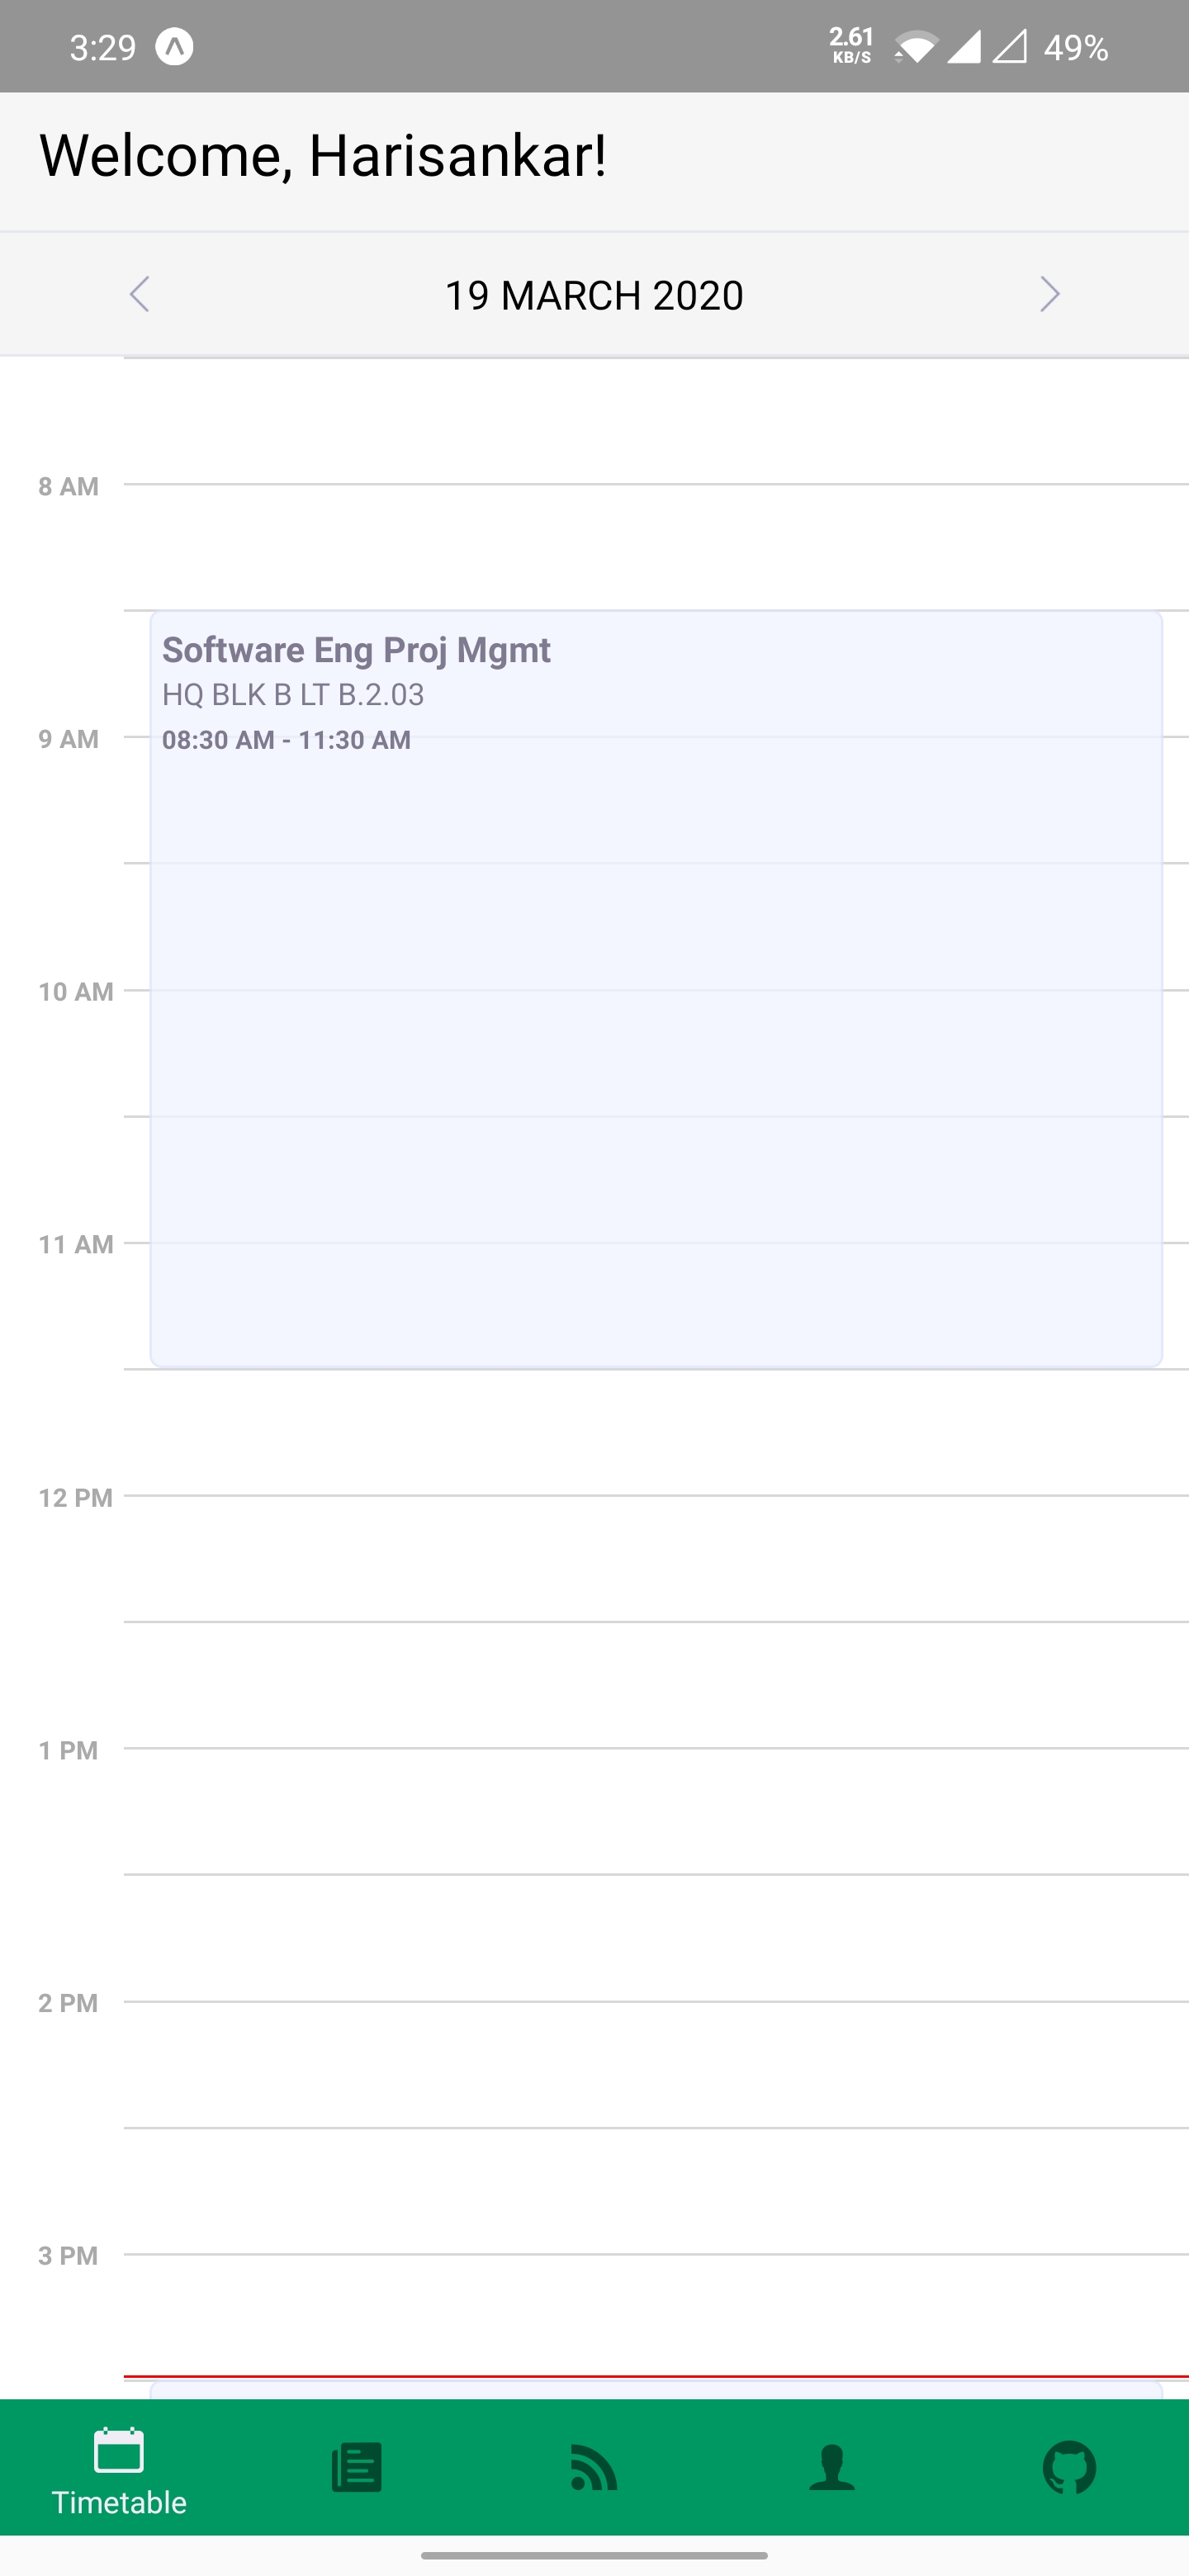 3:29
2.61
KB/S
49%
Welcome, Harisankar!
19 MARCH 2020
8 AM
Software Eng Proj Mgmt
HQ BLK B LT B.2.03
9 AM
08:30 AM - 11:30 AM
10 AM
11 AM
12 PM
1 PM
2 PM
3 PM
Timetable